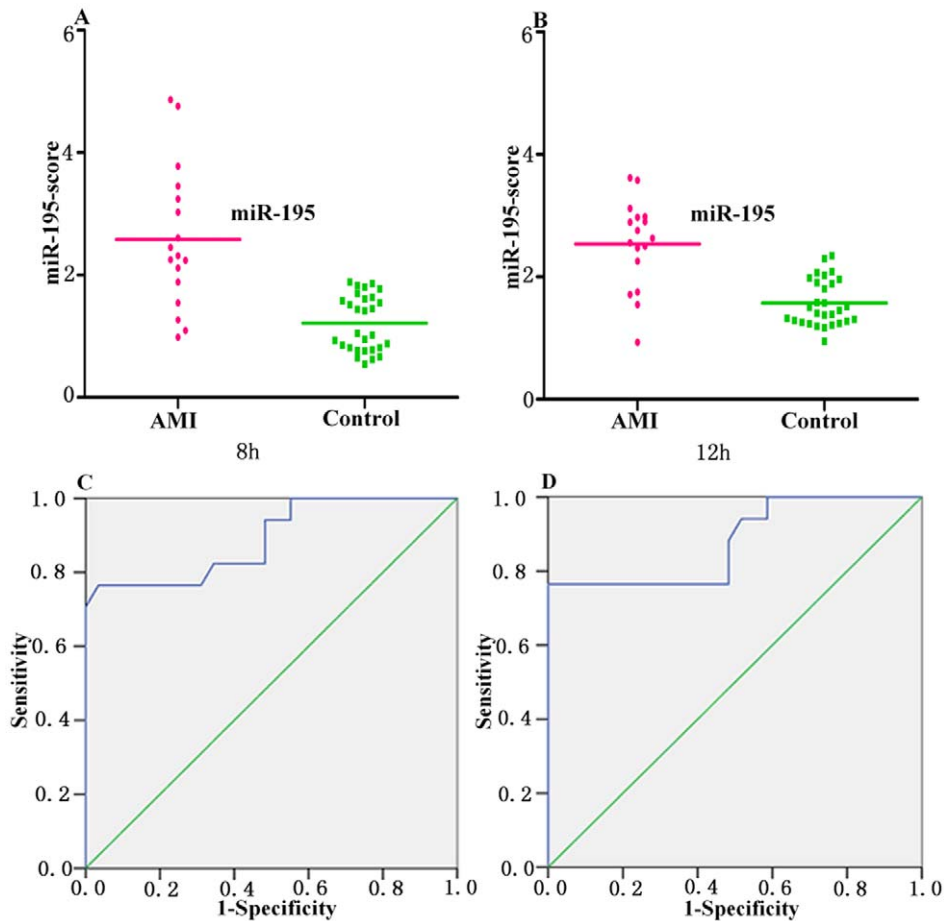 A
6
4
2
0
miR-195-score
miR-195
AMI
Control
8h
B
6
4
2
0
miR-195-score
miR-195
AMI
Control
12h
C
1.0
0.8
0.6
0.4
0.2
0.0
Sensitivity
0.0 0.2 0.4 0.6 0.8 1.0
1-Specificity
D
1.0
0.8
0.6
0.4
0.2
0.0
Sensitivity
0.0 0.2 0.4 0.6 0.8 1.0
1-Specificity